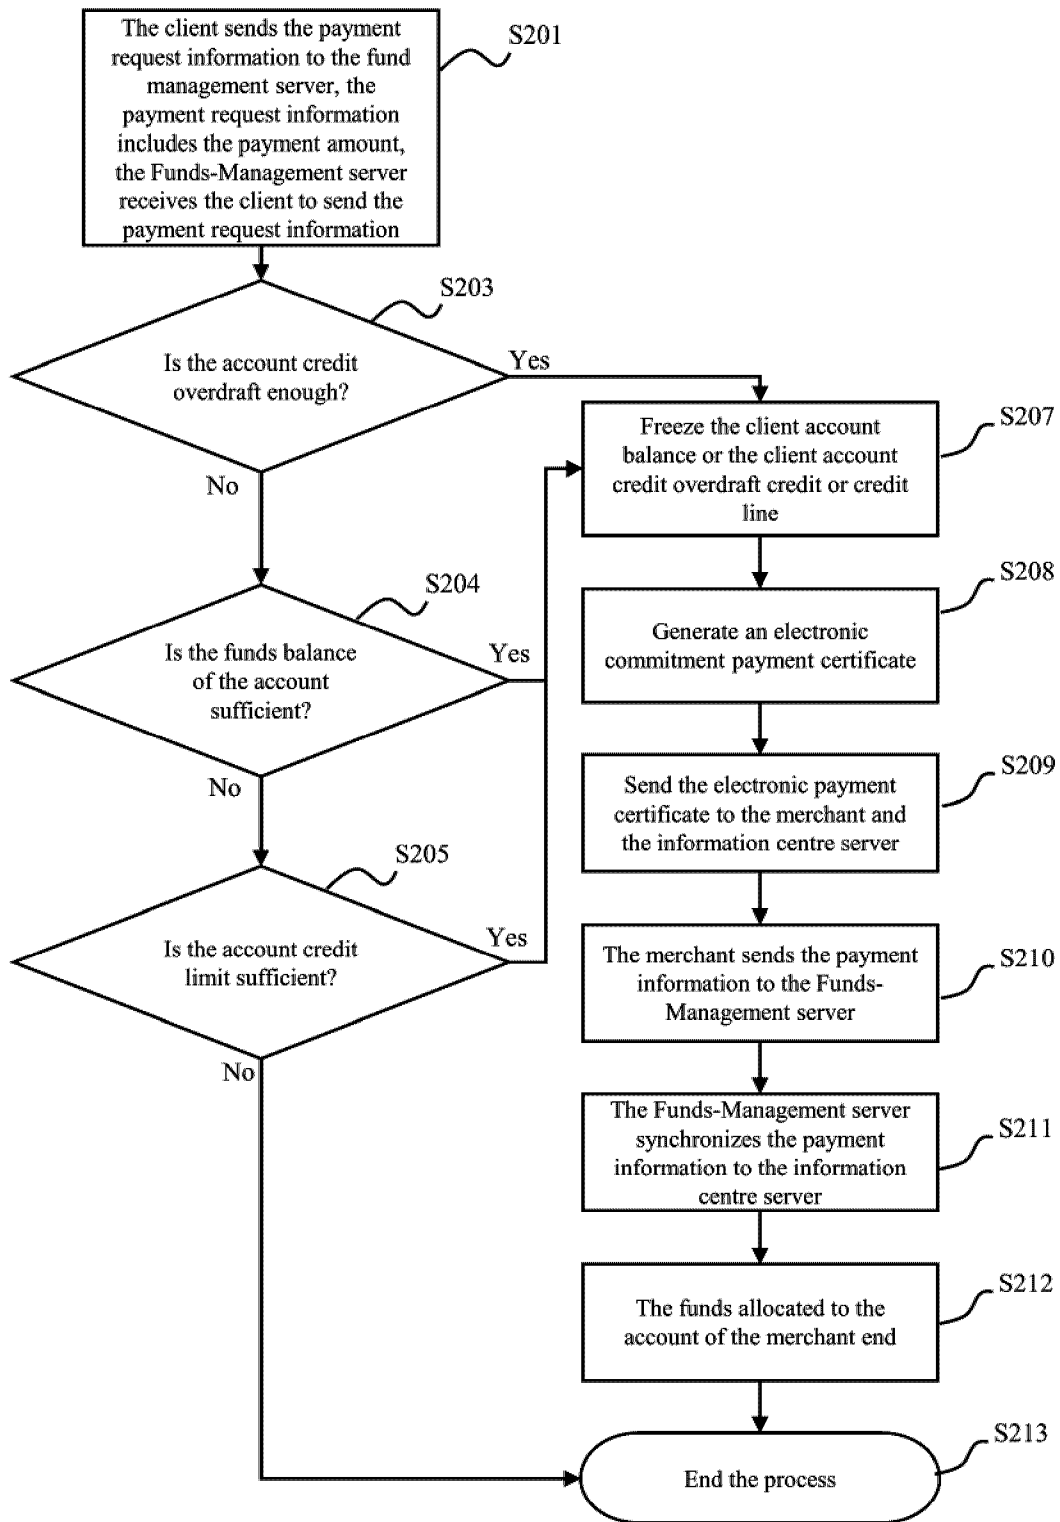 The client sends the payment
request information to the fund
management server, the
payment request information
includes the payment amount,
the Funds-Management server
receives the client to send the
payment request information
S201
S203
Is the account credit
overdraft enough?
Yes
No
S207
Freeze the client account
balance or the client account
credit overdraft credit or credit
line
S204
Is the funds balance
of the account
sufficient?
Yes
No
S208
Generate an electronic
commitment payment certificate
S209
Send the electronic payment
certificate to the merchant and
the information centre server
S205
Is the account credit
limit sufficient?
Yes
No
S210
The merchant sends the payment
information to the Funds-
Management server
S211
The Funds-Management server
synchronizes the payment
information to the information
centre server
S212
The funds allocated to the
account of the merchant end
S213
End the process